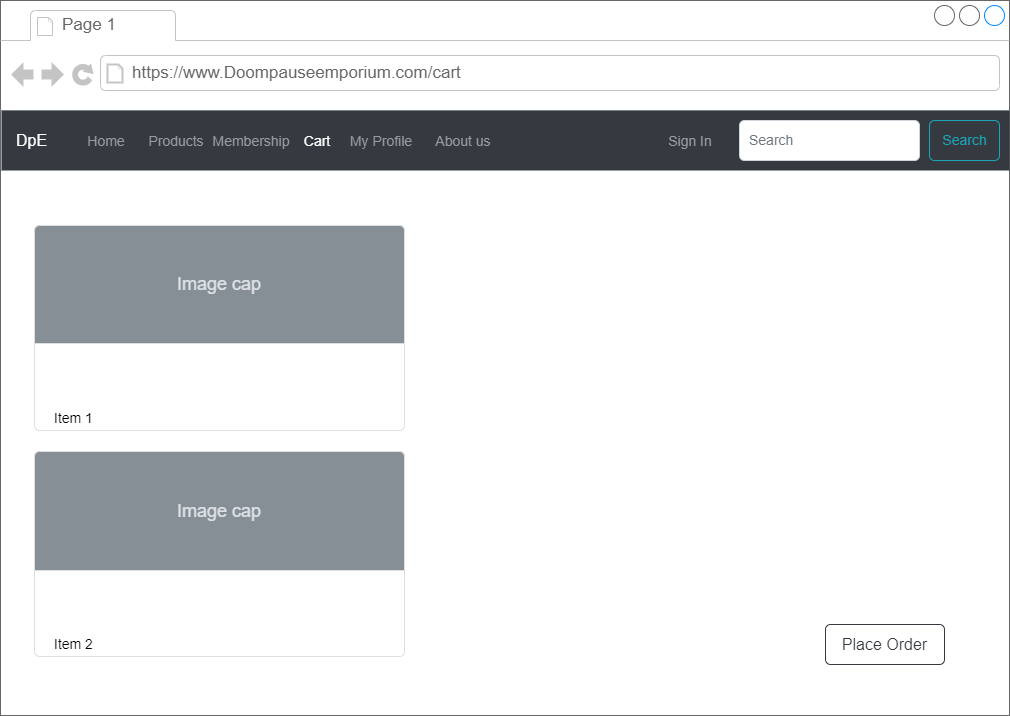 Page 1
https://www.Doompauseemporium.com/cart
DpE Home Products Membership Cart My Profile About us Sign In Search Search
Image cap
Item 1
Image cap
Item 2
Place Order